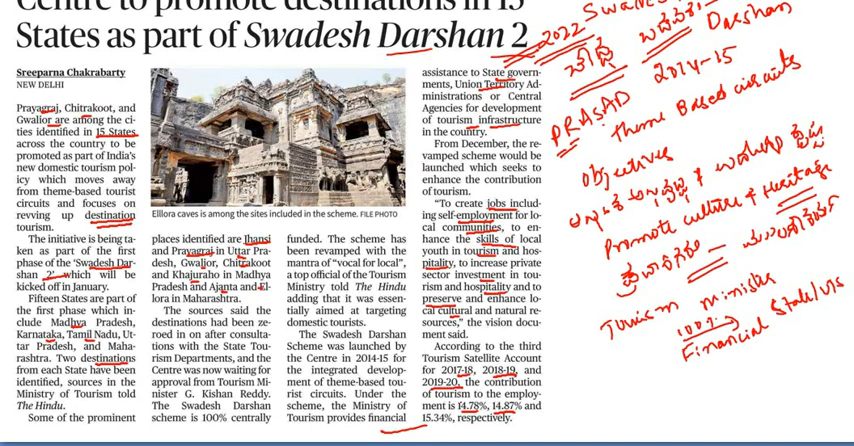 Centre to promote destinations in 15
States as part of Swadesh Darshan 2
Sreeparna Chakrabarty
NEW DELHI
Prayagraj, Chitrakoot, and
Gwalior are among the ci-
ties identified in 15 States
across the country to be
promoted as part of India's
new domestic tourism pol-
icy which moves away
from theme-based tourist
circuits and focuses on
revving up destination
tourism.
The initiative is being ta-
ken as part of the first
phase of the 'Swadesh Dar-
shan 2' which will be
kicked off in January.
Fifteen States are part of
the first phase which in-
clude Madhya Pradesh,
Karnataka, Tamil Nadu, Ut-
tar Pradesh, and Maha-
rashtra. Two destinations
from each State have been
identified, sources in the
Ministry of Tourism told
The Hindu.
Some of the prominent
Elllora caves is among the sites included in the scheme. FILE PHOTO
places identified are Jhansi
and Prayagraj in Uttar Pra-
desh, Gwalior, Chitrakoot
and Khajuraho in Madhya
Pradesh and Ajanta and El-
lora in Maharashtra.
The sources said the
destinations had been ze-
roed in on after consulta-
tions with the State Tou-
rism Departments, and the
Centre was now waiting for
approval from Tourism Mi-
nister G. Kishan Reddy.
The Swadesh Darshan
scheme is 100% centrally
funded. The scheme has
been revamped with the
mantra of "vocal for local",
a top official of the Tourism
Ministry told The Hindu
adding that it was essen-
tially aimed at targeting
domestic tourists.
The Swadesh Darshan
Scheme was launched by
the Centre in 2014-15 for
the integrated develop-
ment of theme-based tou-
rist circuits. Under the
scheme, the Ministry of
Tourism provides financial
assistance to State govern-
ments, Union Territory Ad-
ministrations or Central
Agencies for development
of tourism infrastructure
in the country.
From December, the re-
vamped scheme would be
launched which seeks to
enhance the contribution
of tourism.
"To create jobs includ-
ing self-employment for lo-
cal communities, to en-
hance the skills of local
youth in tourism and hos-
pitality, to increase private
sector investment in tou-
rism and hospitality and to
preserve and enhance lo-
cal cultural and natural re-
sources," the vision docu-
ment said.
According to the third
Tourism Satellite Account
for 2017-18, 2018-19, and
2019-20, the contribution
of tourism to the employ-
ment is 14.78%, 14.87% and
15.34%, respectively.
2022
Darshan
2014-15
PRASAD
Theme Based circuits
objectives
Promote culture & Heritage
Tourism Minister
100%
Financial State/UTs